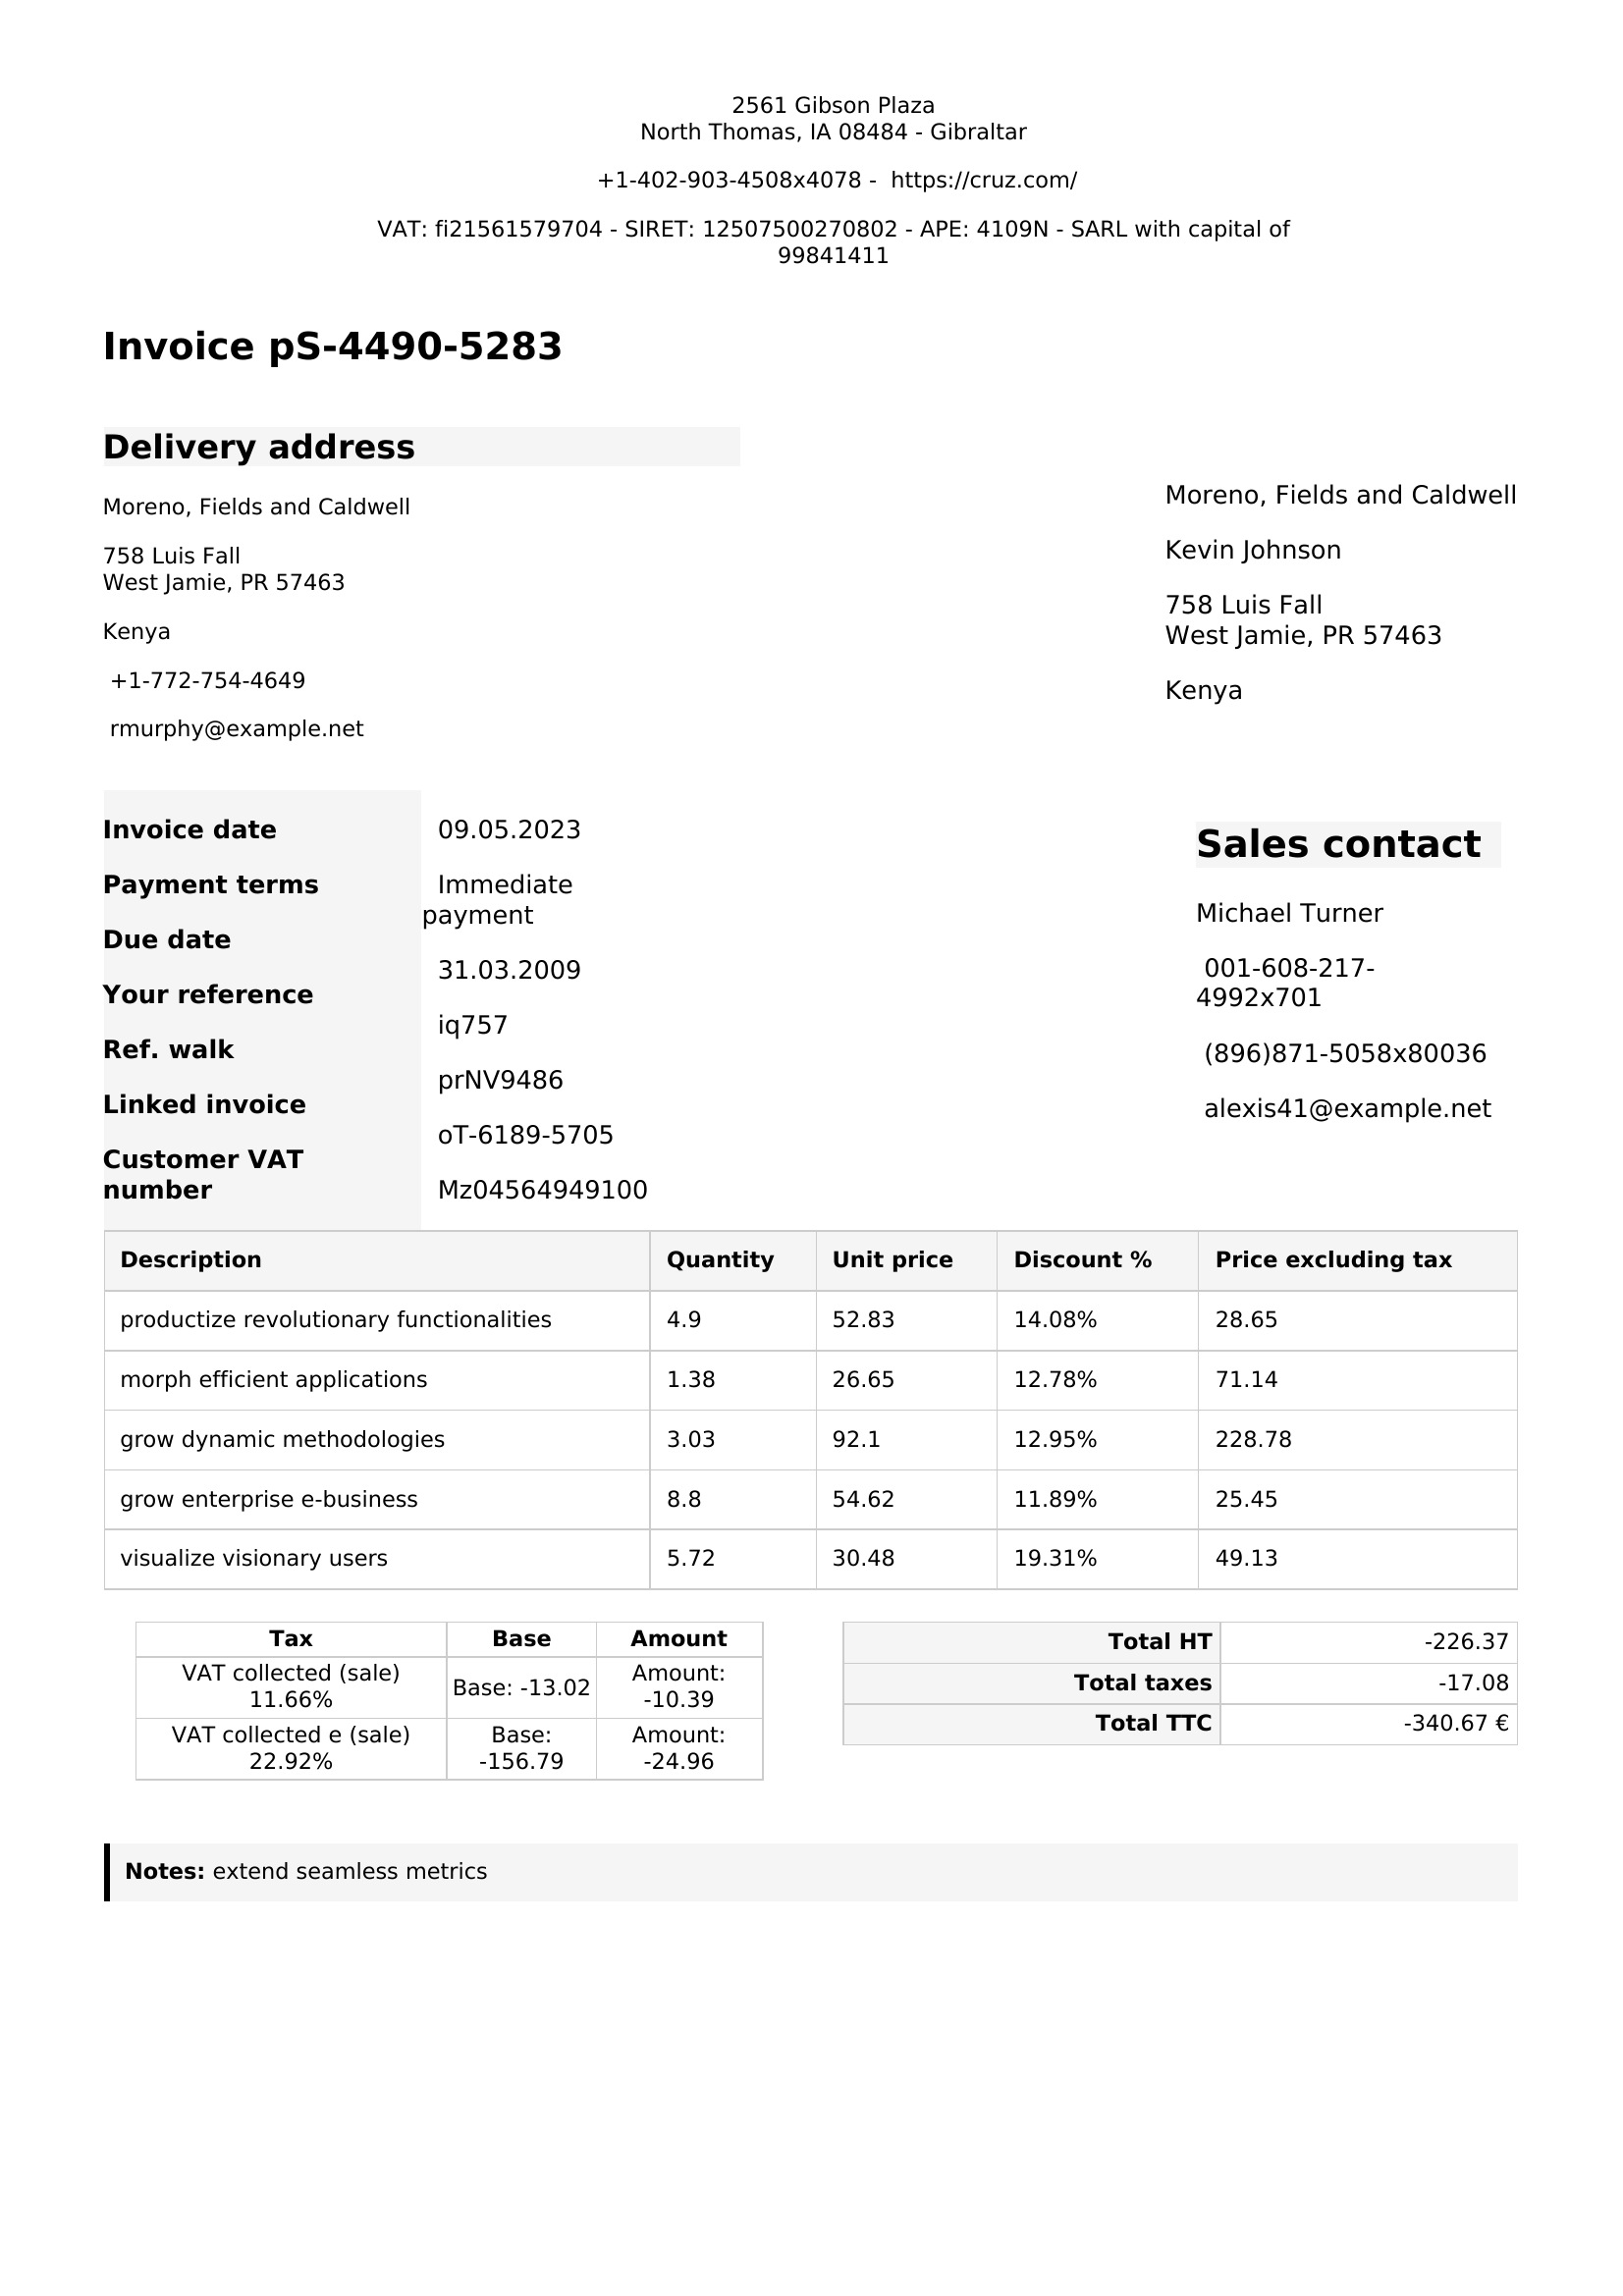 2561 Gibson Plaza
North Thomas, IA 08484 - Gibraltar
+1-402-903-4508x4078 - https://cruz.com/
VAT: fi21561579704 - SIRET: 12507500270802 - APE: 4109N - SARL with capital of
99841411
Invoice pS-4490-5283
Delivery address
Moreno, Fields and Caldwell
758 Luis Fall
West Jamie, PR 57463
Kenya
+1-772-754-4649
rmurphy@example.net
Moreno, Fields and Caldwell
Kevin Johnson
758 Luis Fall
West Jamie, PR 57463
Kenya
Invoice date
Payment terms
Due date
Your reference
Ref. walk
Linked invoice
Customer VAT
number
09.05.2023
Immediate
payment
31.03.2009
iq757
prNV9486
oT-6189-5705
Mz04564949100
Sales contact
Michael Turner
001-608-217-
4992x701
(896)871-5058x80036
alexis41@example.net
Description Quantity Unit price Discount % Price excluding tax
productize revolutionary functionalities 4.9 52.83 14.08% 28.65
morph efficient applications 1.38 26.65 12.78% 71.14
grow dynamic methodologies 3.03 92.1 12.95% 228.78
grow enterprise e-business 8.8 54.62 11.89% 25.45
visualize visionary users 5.72 30.48 19.31% 49.13
Tax Base Amount
VAT collected (sale)
11.66%
Base: -13.02
Amount:
-10.39
VAT collected e (sale)
22.92%
Base:
-156.79
Amount:
-24.96
Total HT -226.37
Total taxes -17.08
Total TTC -340.67 €
Notes: extend seamless metrics